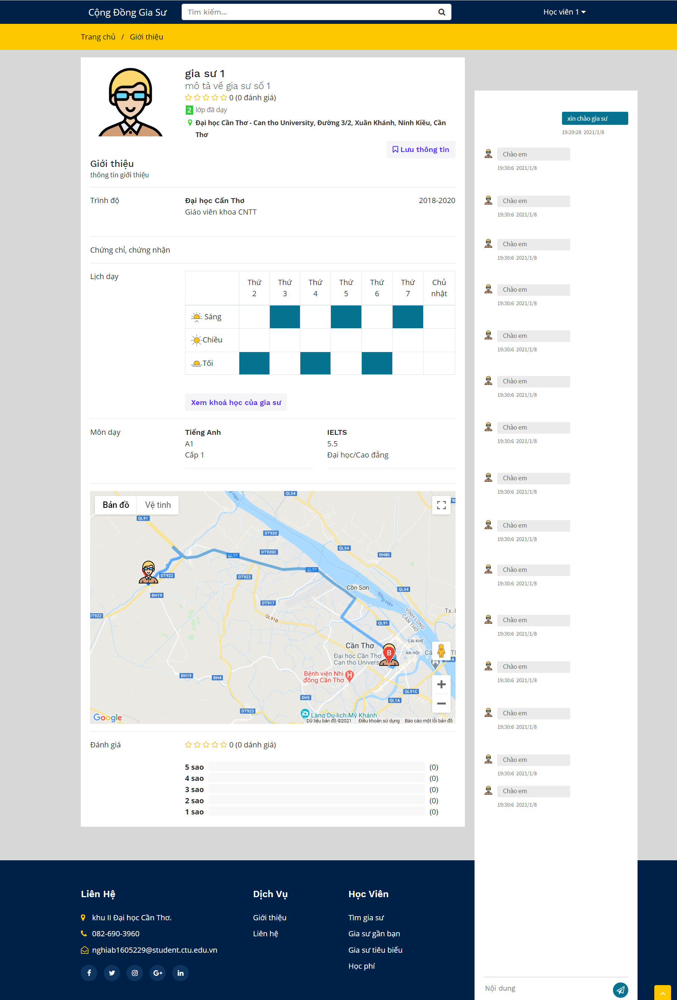 Cộng Đồng Gia Sư
Tìm kiếm...
Học viên 1
Trang chủ / Giới thiệu
gia sư 1
mô tả về gia sư số 1
0 (0 đánh giá)
2 lớp đã dạy
Đại học Cần Thơ - Can tho University, Đường 3/2, Xuân Khánh, Ninh Kiều, Cần
Thơ
Lưu thông tin
Giới thiệu
thông tin giới thiệu
Trình độ
Đại học Cần Thơ
2018-2020
Giáo viên khoa CNTT
Chứng chỉ, chứng nhận
Lịch dạy
Thứ 2
Thứ 3
Thứ 4
Thứ 5
Thứ 6
Thứ 7
Chủ nhật
Sáng
Chiều
Tối
Xem khoá học của gia sư
Môn dạy
Tiếng Anh
A1
Cấp 1
IELTS
5.5
Đại học/Cao đẳng
Bản đồ
Vệ tinh
QL54
QL91
DT920
DT920C
QL54
ĐH80
QL91
QL91
DT922
DT923
Cồn Sơn
QL54
ĐH19
DT917
Sông Hậu
DT922
QL91B
QL91
VĨNH LONG
CẦN THƠ
Tx.
CÁI KHẾ
Cần Thơ
AN HỘI
Đại học Cần Thơ -
Can tho Universi
B
Bệnh viện Nhi
đồng Cần Thơ
H
ĐH19
ĐH4
QL91C
ĐH5
QL1A
DT923
Làng Du lịch Mỹ Khánh
Google
Dữ liệu bản đồ ©2021
Điều khoản sử dụng
Báo cáo một lỗi bản đồ
Đánh giá
0 (0 dánh giá)
5 sao (0)
4 sao (0)
3 sao (0)
2 sao (0)
1 sao (0)
xin chào gia sư
19:29:28 2021/1/8
Chào em
19:30:6 2021/1/8
Chào em
19:30:6 2021/1/8
Chào em
19:30:6 2021/1/8
Chào em
19:30:6 2021/1/8
Chào em
19:30:6 2021/1/8
Chào em
19:30:6 2021/1/8
Chào em
19:30:6 2021/1/8
Chào em
19:30:6 2021/1/8
Chào em
19:30:6 2021/1/8
Chào em
19:30:6 2021/1/8
Chào em
19:30:6 2021/1/8
Chào em
19:30:6 2021/1/8
Chào em
19:30:6 2021/1/8
Chào em
19:30:6 2021/1/8
Chào em
19:30:6 2021/1/8
Nội dung
Liên Hệ
khu II Đại học Cần Thơ.
082-690-3960
nghiab1605229@student.ctu.edu.vn
Dịch Vụ
Giới thiệu
Liên hệ
Học Viên
Tìm gia sư
Gia sư gần bạn
Gia sư tiêu biểu
Học phí